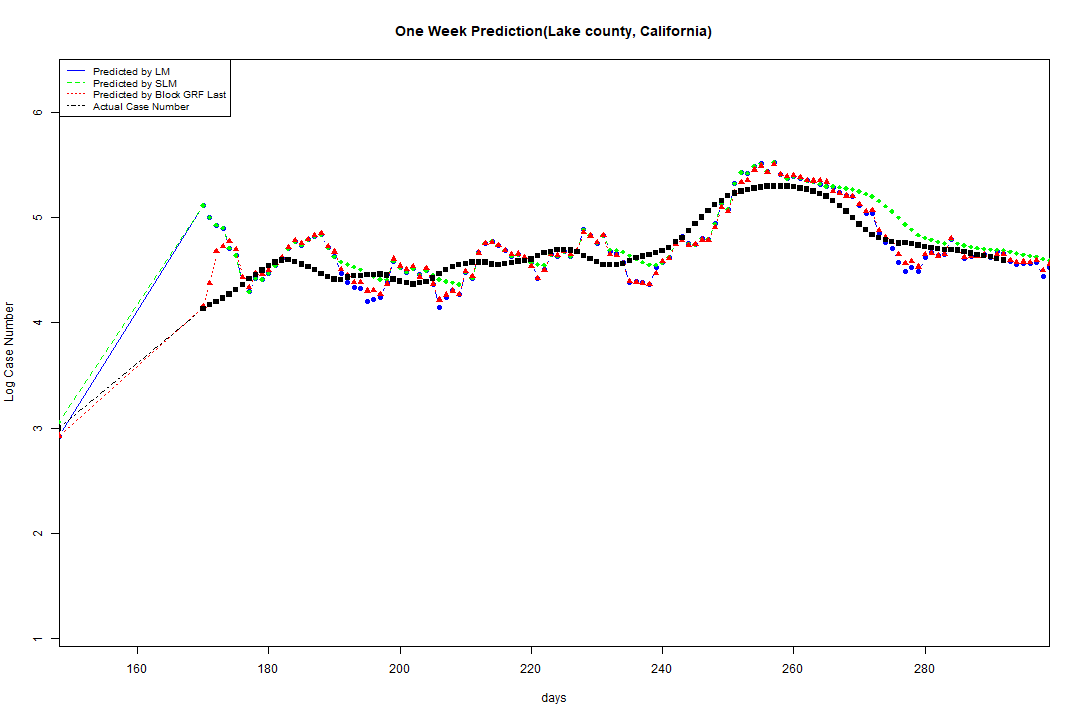 One Week Prediction(Lake county, California)
Predicted by LM
Predicted by SLM
Predicted by Block GRF Last
Actual Case Number
6
5
4
3
2
1
Log Case Number
160 180 200 220 240 260 280
days